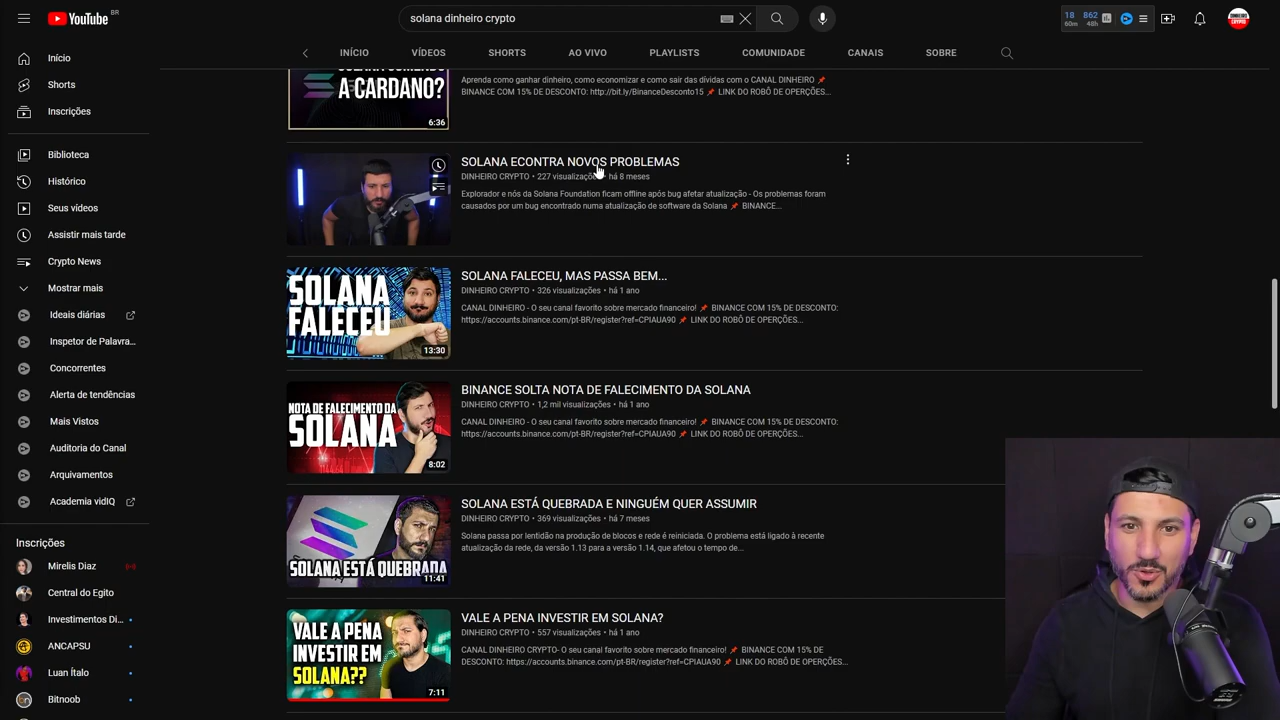 YouTube BR
solana dinheiro crypto
18 862
60m 48h
INÍCIO VÍDEOS SHORTS AO VIVO PLAYLISTS COMUNIDADE CANAIS SOBRE
Início
Shorts
Inscrições
Biblioteca
Histórico
Seus vídeos
Assistir mais tarde
Crypto News
Mostrar mais
Ideais diárias
Inspetor de Palavra...
Concorrentes
Alerta de tendências
Mais Vistos
Auditoria do Canal
Arquivamentos
Academia vidIQ
Inscrições
Mirelis Diaz
Central do Egito
Investimentos Di...
ANCAPSU
Luan Ítalo
Bitnoob
A CARDANO?
6:36
Aprenda como ganhar dinheiro, como economizar e como sair das dívidas com o CANAL DINHEIRO
BINANCE COM 15% DE DESCONTO: http://bit.ly/BinanceDesconto15 LINK DO ROBÔ DE OPERÇÕES...
SOLANA ECONTRA NOVOS PROBLEMAS
DINHEIRO CRYPTO • 227 visualizações • há 8 meses
Explorador e nós da Solana Foundation ficam offline após bug afetar atualização - Os problemas foram
causados por um bug encontrado numa atualização de software da Solana BINANCE...
SOLANA
FALECEU
13:30
SOLANA FALECEU, MAS PASSA BEM...
DINHEIRO CRYPTO • 326 visualizações • há 1 ano
CANAL DINHEIRO - O seu canal favorito sobre mercado financeiro! BINANCE COM 15% DE DESCONTO:
https://accounts.binance.com/pt-BR/register?ref=CPIAUA90 LINK DO ROBÔ DE OPERÇÕES...
NOTA DE FALECIMENTO DA
SOLANA
8:02
BINANCE SOLTA NOTA DE FALECIMENTO DA SOLANA
DINHEIRO CRYPTO • 1,2 mil visualizações • há 1 ano
CANAL DINHEIRO - O seu canal favorito sobre mercado financeiro! BINANCE COM 15% DE DESCONTO:
https://accounts.binance.com/pt-BR/register?ref=CPIAUA90 LINK DO ROBÔ DE OPERÇÕES...
SOLANA ESTÁ QUEBRADA
11:41
SOLANA ESTÁ QUEBRADA E NINGUÉM QUER ASSUMIR
DINHEIRO CRYPTO • 369 visualizações • há 7 meses
Solana passa por lentidão na produção de blocos e rede é reiniciada. O problema está ligado à recente
atualização da rede, da versão 1.13 para a versão 1.14, que afetou o tempo de...
VALE A PENA
INVESTIR EM
SOLANA??
7:11
VALE A PENA INVESTIR EM SOLANA?
DINHEIRO CRYPTO • 557 visualizações • há 1 ano
CANAL DINHEIRO CRYPTO- O seu canal favorito sobre mercado financeiro! BINANCE COM 15% DE
DESCONTO: https://accounts.binance.com/pt-BR/register?ref=CPIAUA90 LINK DO ROBÔ DE OPERÇÕES...